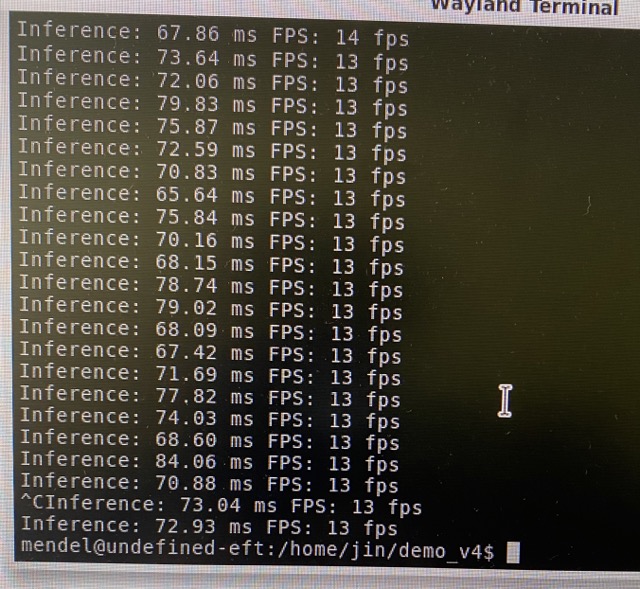 Wayland Terminal
Inference: 67.86 ms FPS: 14 fps
Inference: 73.64 ms FPS: 13 fps
Inference: 72.06 ms FPS: 13 fps
Inference: 79.83 ms FPS: 13 fps
Inference: 75.87 ms FPS: 13 fps
Inference: 72.59 ms FPS: 13 fps
Inference: 70.83 ms FPS: 13 fps
Inference: 65.64 ms FPS: 13 fps
Inference: 75.84 ms FPS: 13 fps
Inference: 70.16 ms FPS: 13 fps
Inference: 68.15 ms FPS: 13 fps
Inference: 78.74 ms FPS: 13 fps
Inference: 79.02 ms FPS: 13 fps
Inference: 68.09 ms FPS: 13 fps
Inference: 67.42 ms FPS: 13 fps
Inference: 71.69 ms FPS: 13 fps
Inference: 77.82 ms FPS: 13 fps
Inference: 74.03 ms FPS: 13 fps
Inference: 68.60 ms FPS: 13 fps
Inference: 84.06 ms FPS: 13 fps
Inference: 70.88 ms FPS: 13 fps
^CInference: 73.04 ms FPS: 13 fps
Inference: 72.93 ms FPS: 13 fps
mendel@undefined-eft:/home/jin/demo_v4$